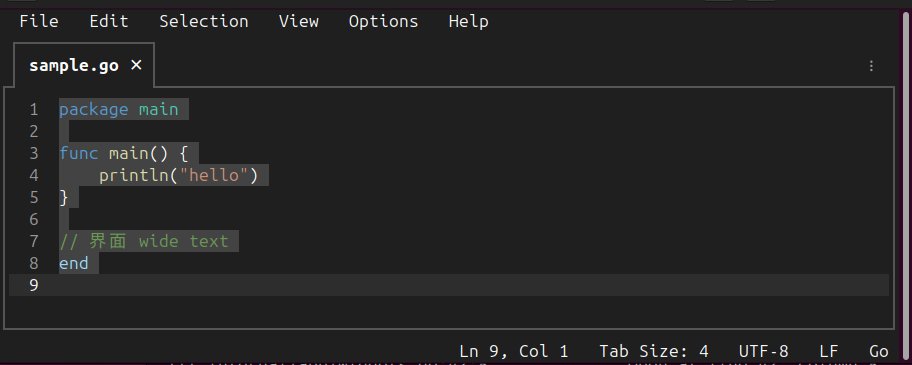 File Edit Selection View Options Help
sample.go ×
1 package main
2
3 func main() {
4     println("hello")
5 }
6
7 // 界面 wide text
8 end
9
Ln 9, Col 1 Tab Size: 4 UTF-8 LF Go